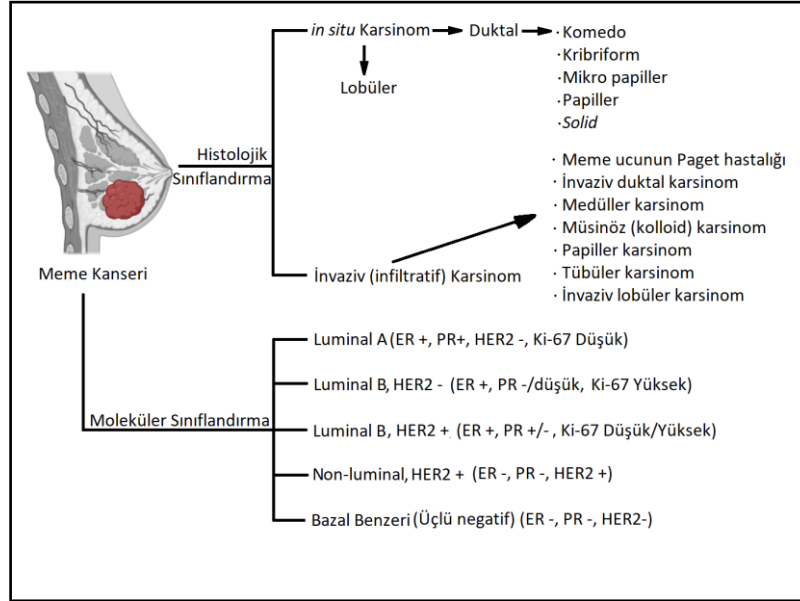 in situ Karsinom
Duktal
· Komedo
· Kribriform
· Mikro papiller
· Papiller
· Solid
Lobüler
Histolojik
Sınıflandırma
· Meme ucunun Paget hastalığı
· İnvaziv duktal karsinom
· Medüller karsinom
· Müsinöz (kolloid) karsinom
· Papiller karsinom
· Tübüler karsinom
· İnvaziv lobüler karsinom
İnvaziv (infiltratif) Karsinom
Meme Kanseri
Moleküler Sınıflandırma
Luminal A (ER +, PR+, HER2 -, Ki-67 Düşük)
Luminal B, HER2 - (ER +, PR -/düşük, Ki-67 Yüksek)
Luminal B, HER2 + (ER +, PR +/- , Ki-67 Düşük/Yüksek)
Non-luminal, HER2 + (ER -, PR -, HER2 +)
Bazal Benzeri (Üçlü negatif) (ER -, PR -, HER2-)